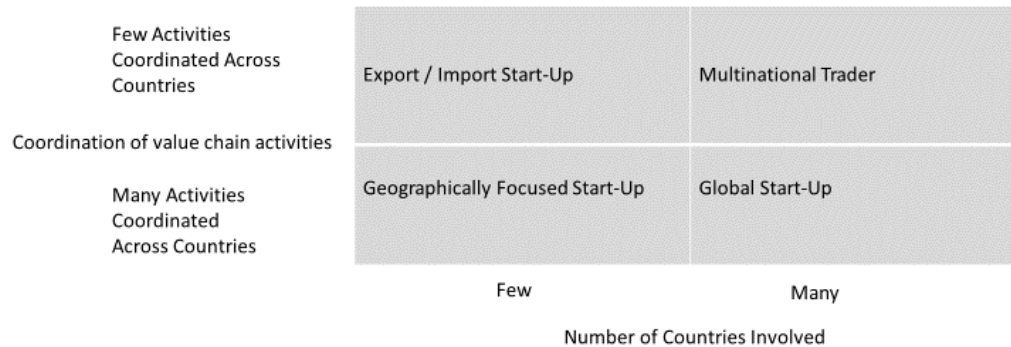 Few Activities
Coordinated Across
Countries
Export / Import Start-Up
Multinational Trader
Coordination of value chain activities
Many Activities
Coordinated
Across Countries
Geographically Focused Start-Up
Global Start-Up
Few
Many
Number of Countries Involved